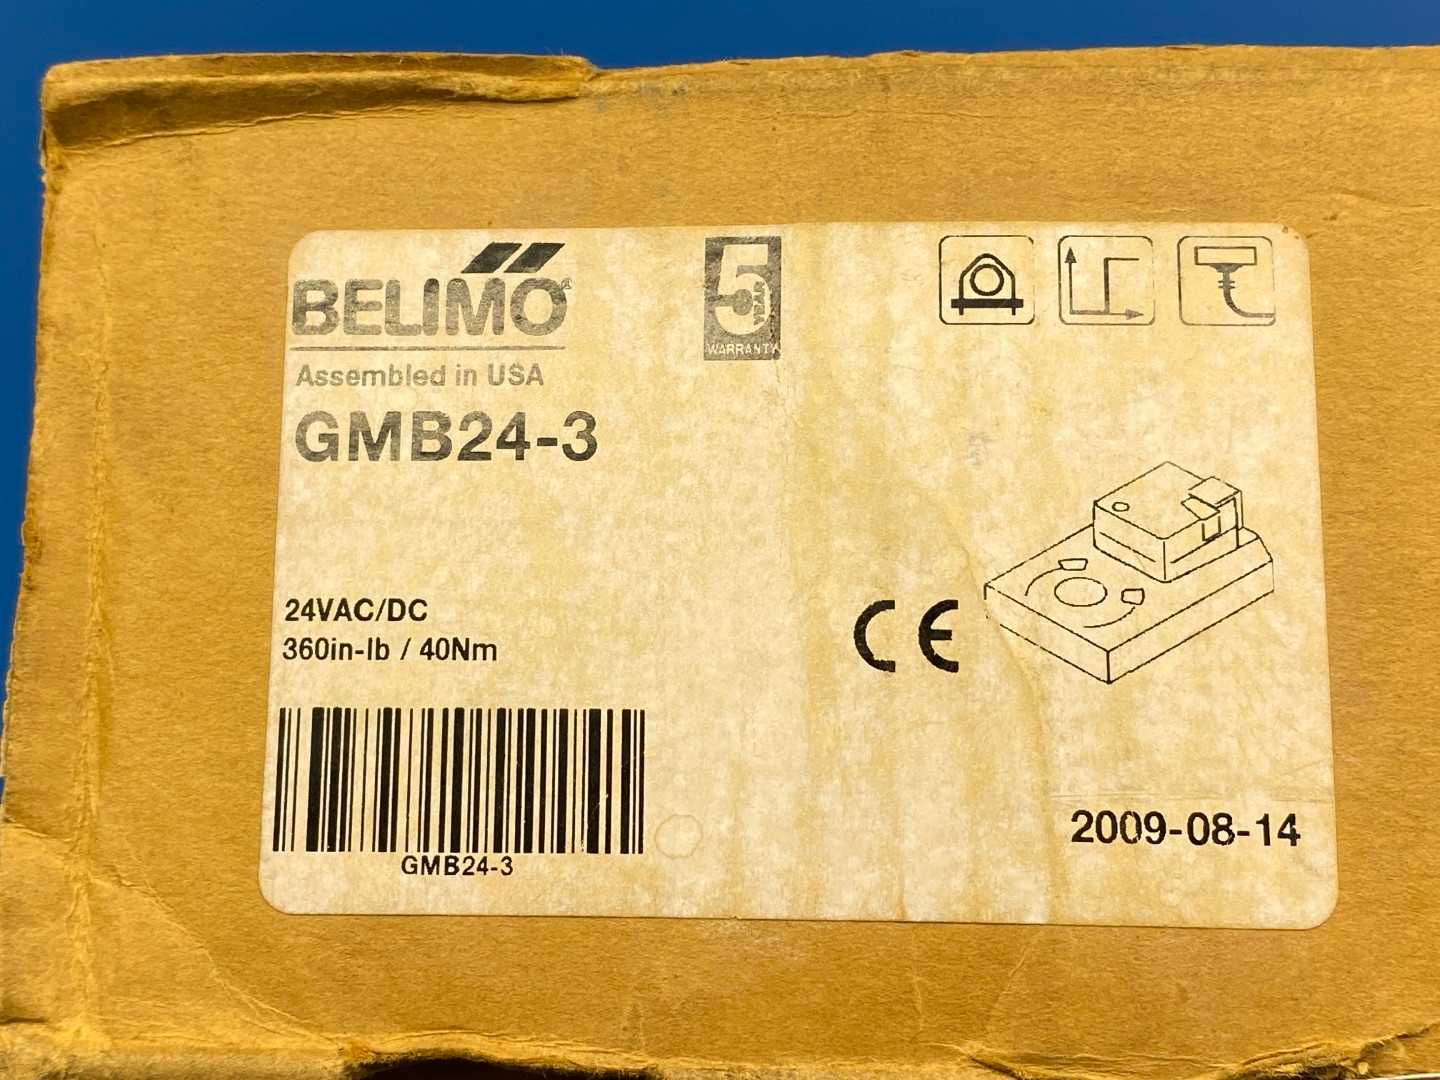 BELIMO®
Assembled in USA
5
YEAR
WARRANTY
GMB24-3
24VAC/DC
360in-lb / 40Nm
CE
GMB24-3
2009-08-14